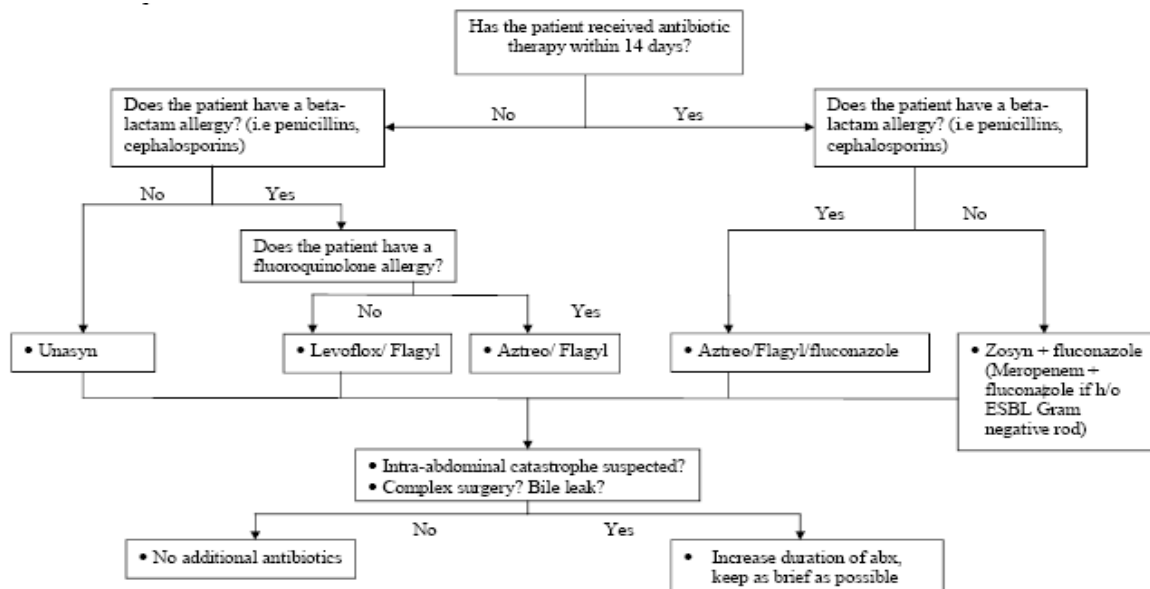 Has the patient received antibiotic
therapy within 14 days?
Does the patient have a beta-
lactam allergy? (i.e penicillins,
cephalosporins)
No
Yes
Does the patient have a beta-
lactam allergy? (i.e penicillins,
cephalosporins)
No
Yes
Yes
No
Does the patient have a
fluoroquinolone allergy?
No
Yes
• Unasyn
• Levoflox/ Flagyl
• Aztreo/ Flagyl
• Aztreo/Flagyl/fluconazole
• Zosyn + fluconazole
(Meropenem +
fluconazole if h/o
ESBL Gram
negative rod)
• Intra-abdominal catastrophe suspected?
• Complex surgery? Bile leak?
No
Yes
• No additional antibiotics
• Increase duration of abx,
keep as brief as possible